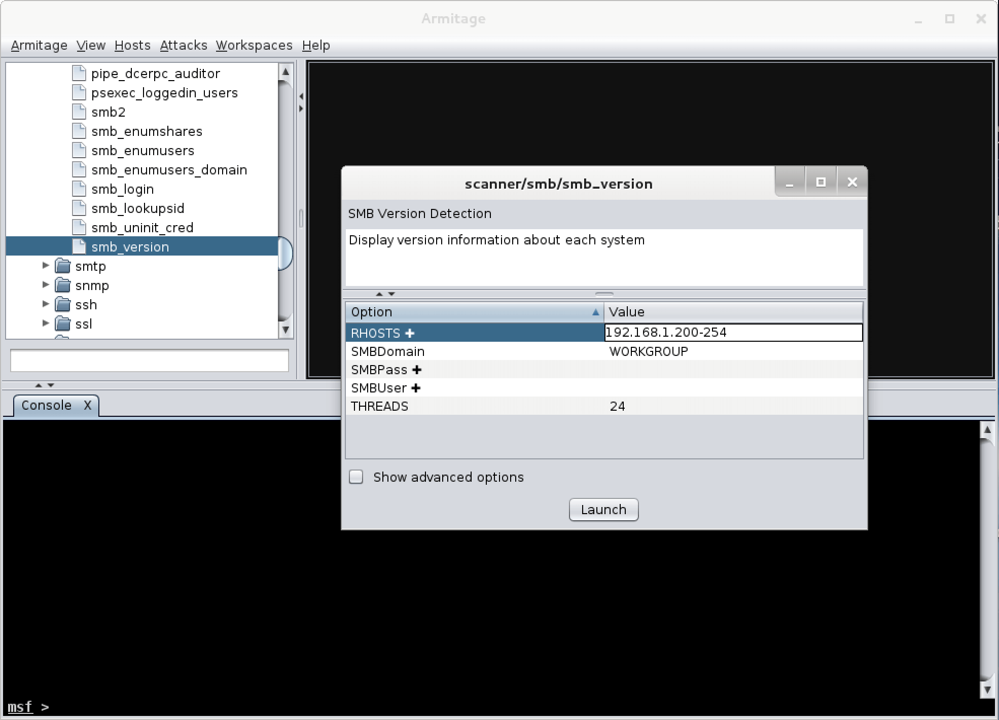 Armitage
Armitage View Hosts Attacks Workspaces Help
pipe_dcerpc_auditor
psexec_loggedin_users
smb2
smb_enumshares
smb_enumusers
smb_enumusers_domain
smb_login
smb_lookupsid
smb_uninit_cred
smb_version
smtp
snmp
ssh
ssl
scanner/smb/smb_version
SMB Version Detection
Display version information about each system
Option Value
RHOSTS + 192.168.1.200-254
SMBDomain WORKGROUP
SMBPass +
SMBUser +
THREADS 24
Show advanced options
Launch
Console X
msf >